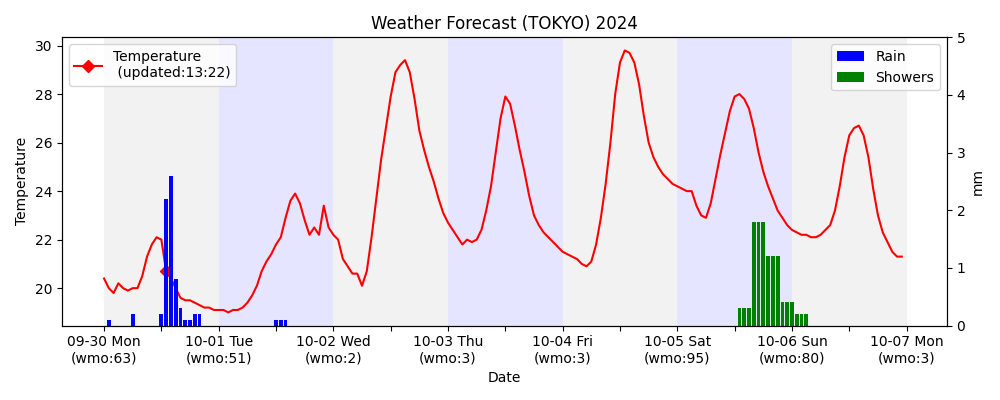 Weather Forecast (TOKYO) 2024
Temperature
(updated:13:22)
Rain
Showers
Temperature
30
28
26
24
22
20
5
4
3
2
1
0
mm
09-30 Mon
(wmo:63)
10-01 Tue
(wmo:51)
10-02 Wed
(wmo:2)
10-03 Thu
(wmo:3)
10-04 Fri
(wmo:3)
10-05 Sat
(wmo:95)
10-06 Sun
(wmo:80)
10-07 Mon
(wmo:3)
Date